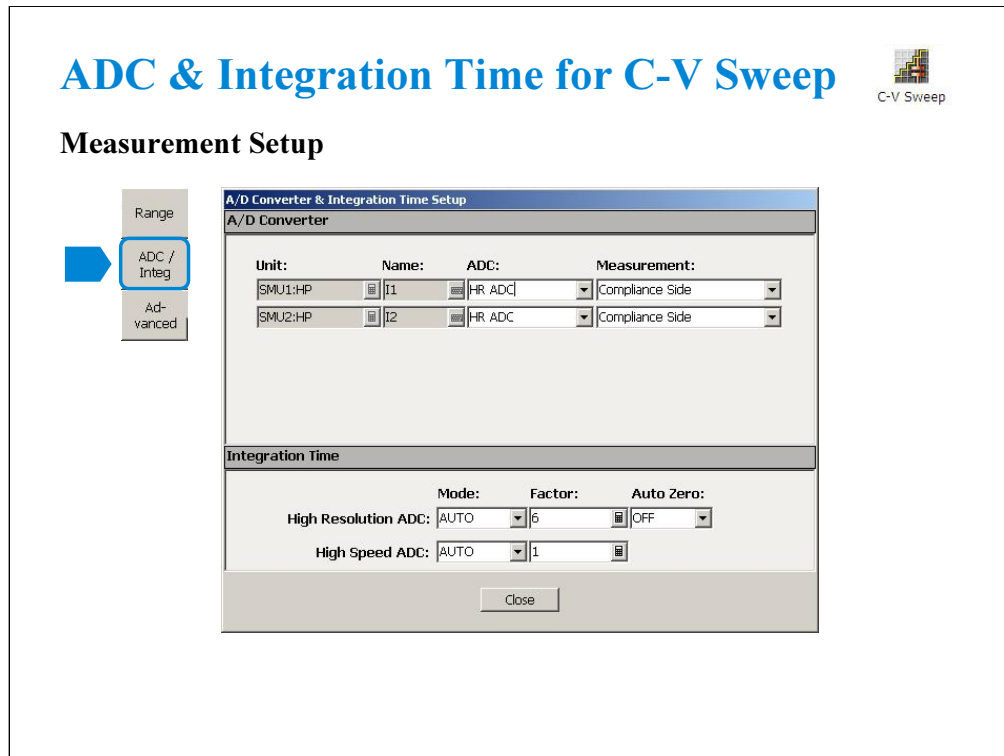 ADC & Integration Time for C-V Sweep
C-V Sweep
Measurement Setup
Range
ADC /
Integ
Ad-
vanced
A/D Converter & Integration Time Setup
A/D Converter
Unit: Name: ADC: Measurement:
SMU1:HP I1 HR ADC Compliance Side
SMU2:HP I2 HR ADC Compliance Side
Integration Time
Mode: Factor: Auto Zero:
High Resolution ADC: AUTO 6 OFF
High Speed ADC: AUTO 1
Close